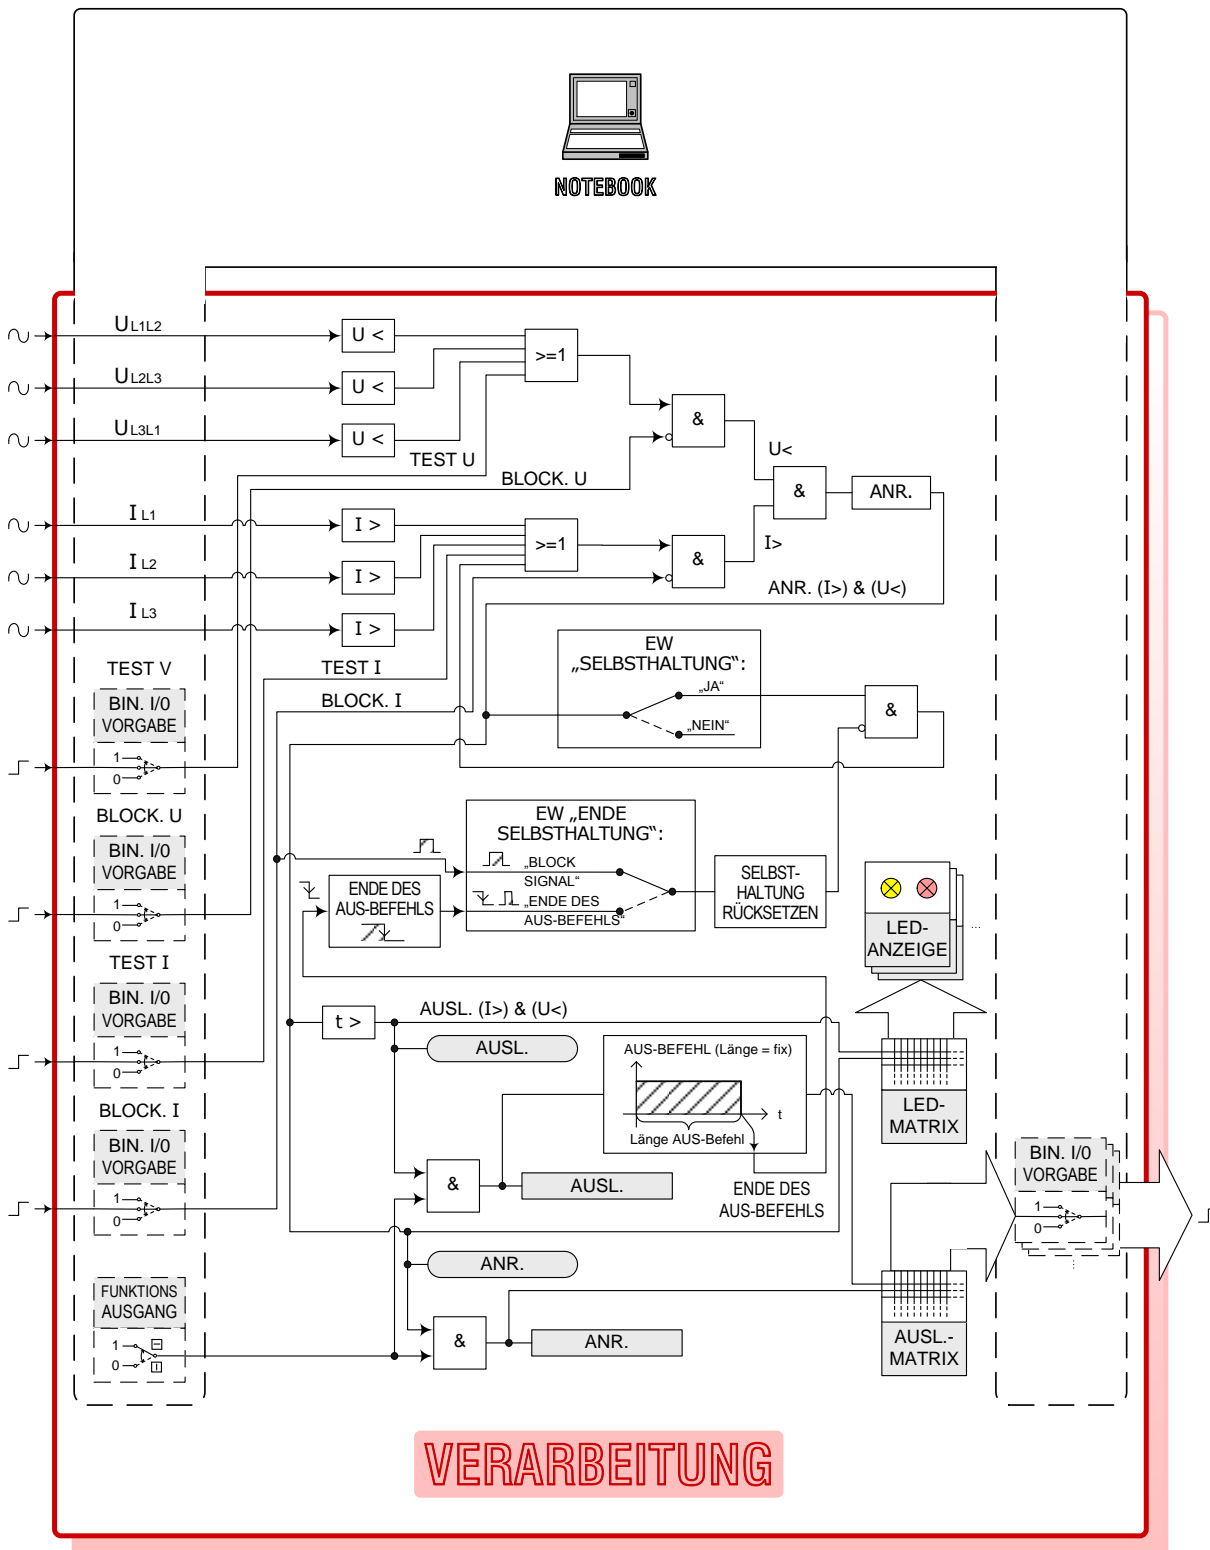 NOTEBOOK
UL1L2
U <
>=1
UL2L3
U <
&
UL3L1
U <
U<
TEST U
BLOCK. U
&
ANR.
IL1
I >
>=1
I>
IL2
I >
&
ANR. (I>) & (U<)
IL3
I >
EW
„SELBSTHALTUNG“:
TEST V
TEST I
„JA“
BIN. I/0
VORGABE
BLOCK. I
&
„NEIN“
1
0
BLOCK. U
EW „ENDE
SELBSTHALTUNG“:
BIN. I/0
VORGABE
„BLOCK
SIGNAL“
SELBST-
HALTUNG
RÜCKSETZEN
ENDE DES
AUS-BEFEHLS
„ENDE DES
AUS-BEFEHLS“
1
0
LED-
ANZEIGE
...
TEST I
BIN. I/0
VORGABE
t >
AUSL. (I>) & (U<)
AUSL.
AUS-BEFEHL (Länge = fix)
1
0
t
Länge AUS-Befehl
LED-
MATRIX
BLOCK. I
BIN. I/0
VORGABE
BIN. I/0
VORGABE
&
AUSL.
ENDE DES
AUS-BEFEHLS
1
0
1
0
...
ANR.
FUNKTIONS
AUSGANG
&
ANR.
AUSL.-
MATRIX
1
0
VERARBEITUNG